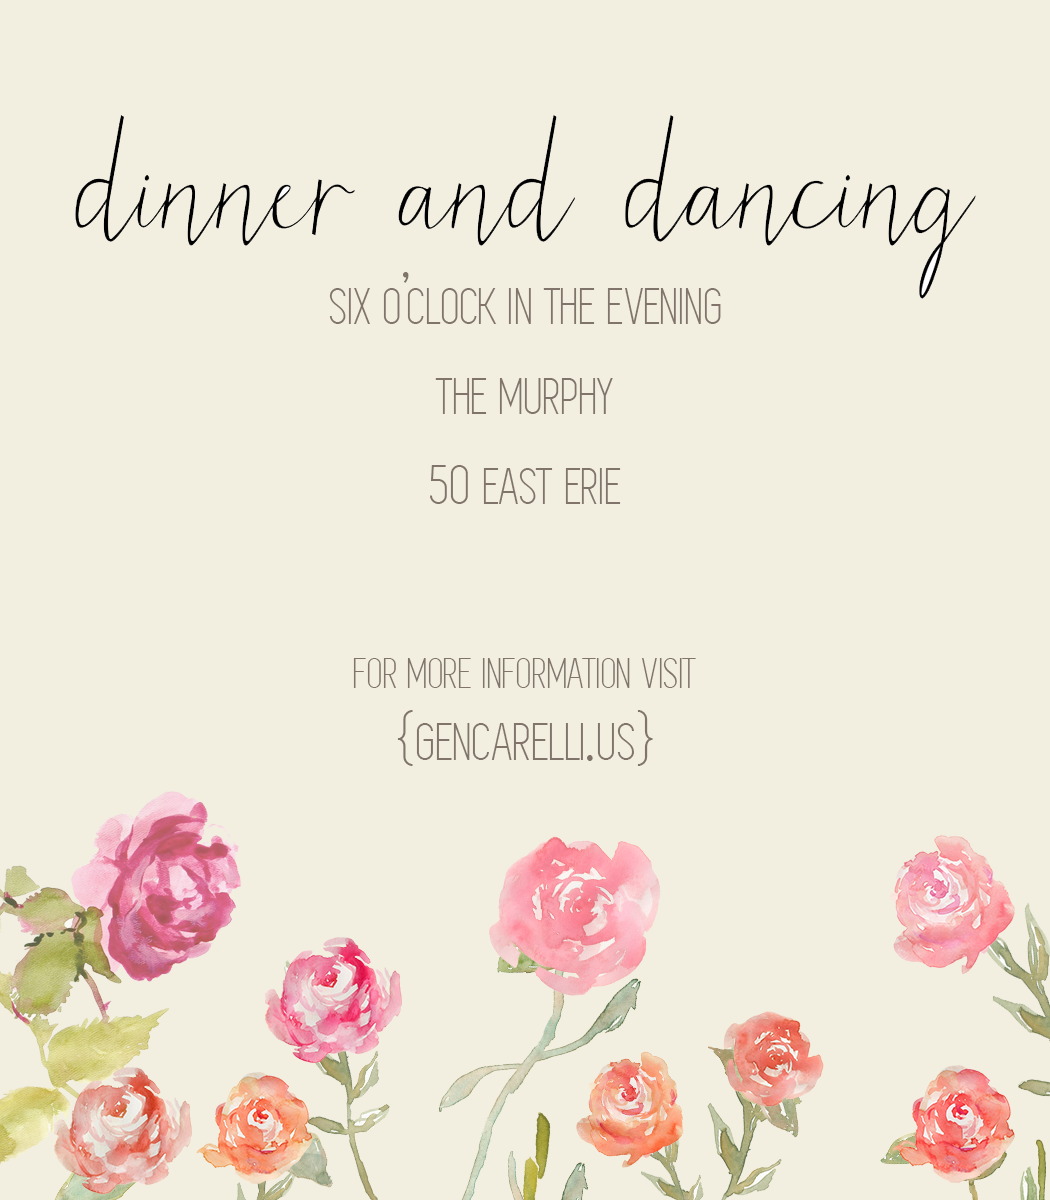 dinner and dancing
SIX O'CLOCK IN THE EVENING
THE MURPHY
50 EAST ERIE
FOR MORE INFORMATION VISIT
{GENCARELLI.US}